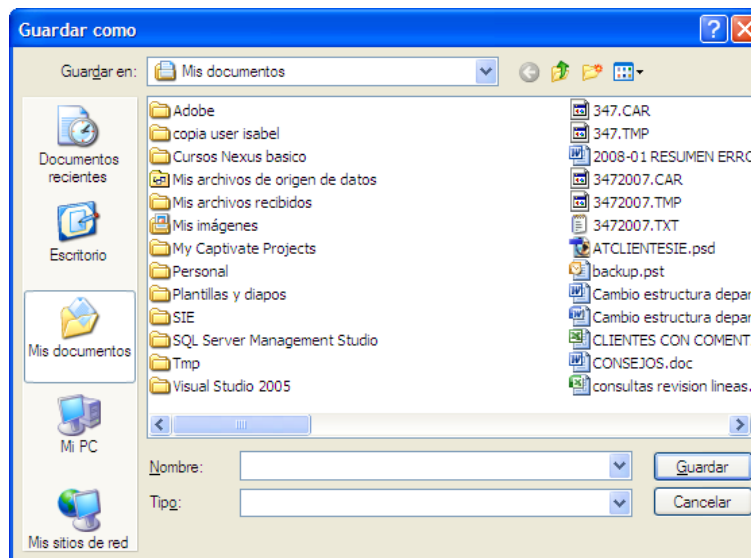 Guardar como
Guardar en:
Mis documentos
Documentos
recientes
Escritorio
Mis documentos
Mi PC
Mis sitios de red
Adobe
copia user isabel
Cursos Nexus basico
Mis archivos de origen de datos
Mis archivos recibidos
Mis imágenes
My Captivate Projects
Personal
Plantillas y diapos
SIE
SQL Server Management Studio
Tmp
Visual Studio 2005
347.CAR
347.TMP
2008-01 RESUMEN ERRO
3472007.CAR
3472007.TMP
3472007.TXT
ATCLIENTESIE.psd
backup.pst
Cambio estructura depar
Cambio estructura depar
CLIENTES CON COMENT
CONSEJOS.doc
consultas revision lineas.
Nombre:
Guardar
Tipo:
Cancelar